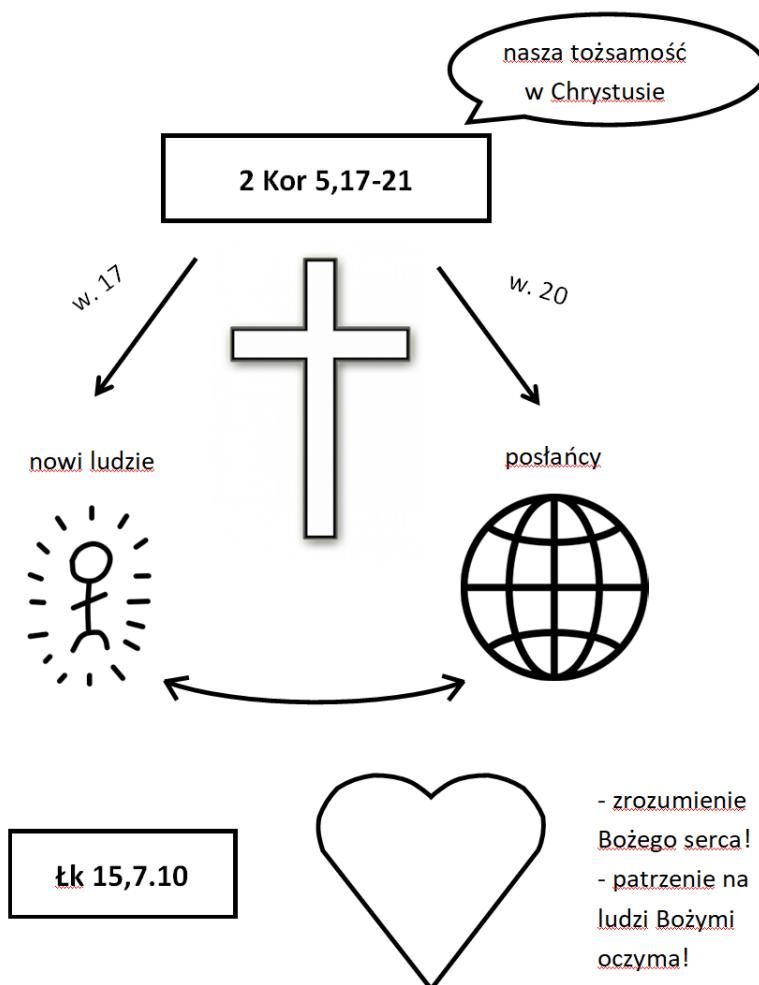 nasza tożsamość
w Chrystusie
2 Kor 5,17-21
w. 17
w. 20
nowi ludzie
posłańcy
Łk 15,7.10
- zrozumienie
Bożego serca!
- patrzenie na
ludzi Bożymi
oczyma!